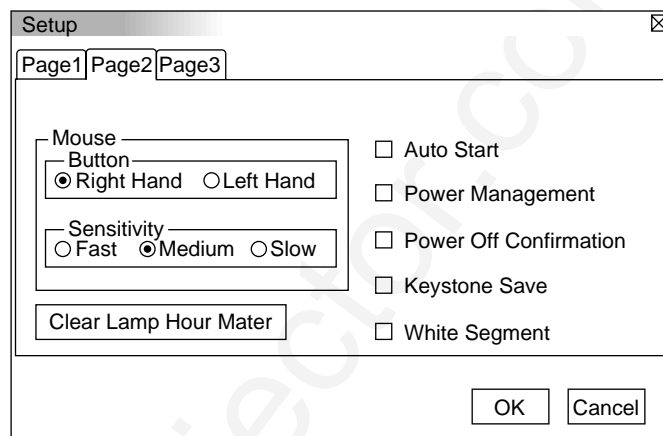 Setup
Page1 Page2 Page3
Mouse
Button
Right Hand Left Hand
Sensitivity
Fast Medium Slow
Clear Lamp Hour Mater
Auto Start
Power Management
Power Off Confirmation
Keystone Save
White Segment
OK Cancel